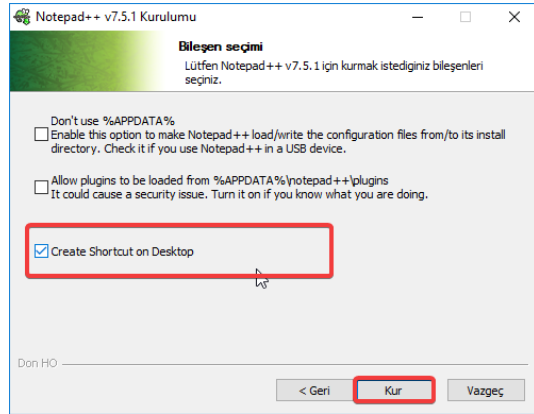 Notepad++ v7.5.1 Kurulumu
Bileşen seçimi
Lütfen Notepad++ v7.5.1 için kurmak istediginiz bileşenleri
seçiniz.
Don't use %APPDATA%
Enable this option to make Notepad++ load/write the configuration files from/to its install
directory. Check it if you use Notepad++ in a USB device.
Allow plugins to be loaded from %APPDATA%\notepad++\plugins
It could cause a security issue. Turn it on if you know what you are doing.
Create Shortcut on Desktop
Don HO
< Geri
Kur
Vazgeç